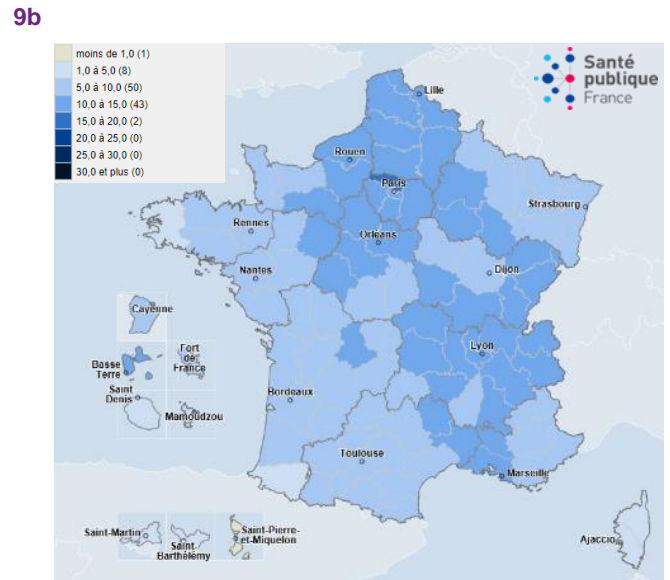 9b
moins de 1,0 (1)
1,0 à 5,0 (8)
5,0 à 10,0 (50)
10,0 à 15,0 (43)
15,0 à 20,0 (2)
20,0 à 25,0 (0)
25,0 à 30,0 (0)
30,0 et plus (0)
Santé
publique
France
Lille
Rouen
Paris
Strasbourg
Rennes
Orléans
Nantes
Dijon
Cayenne
Basse
Terre
Fort
de
France
Lyon
Saint
Denis
Mamoudzou
Bordeaux
Toulouse
Marseille
Saint-Martin
Saint
Barthélémy
Saint-Pierre-
et-Miquelon
Ajaccio